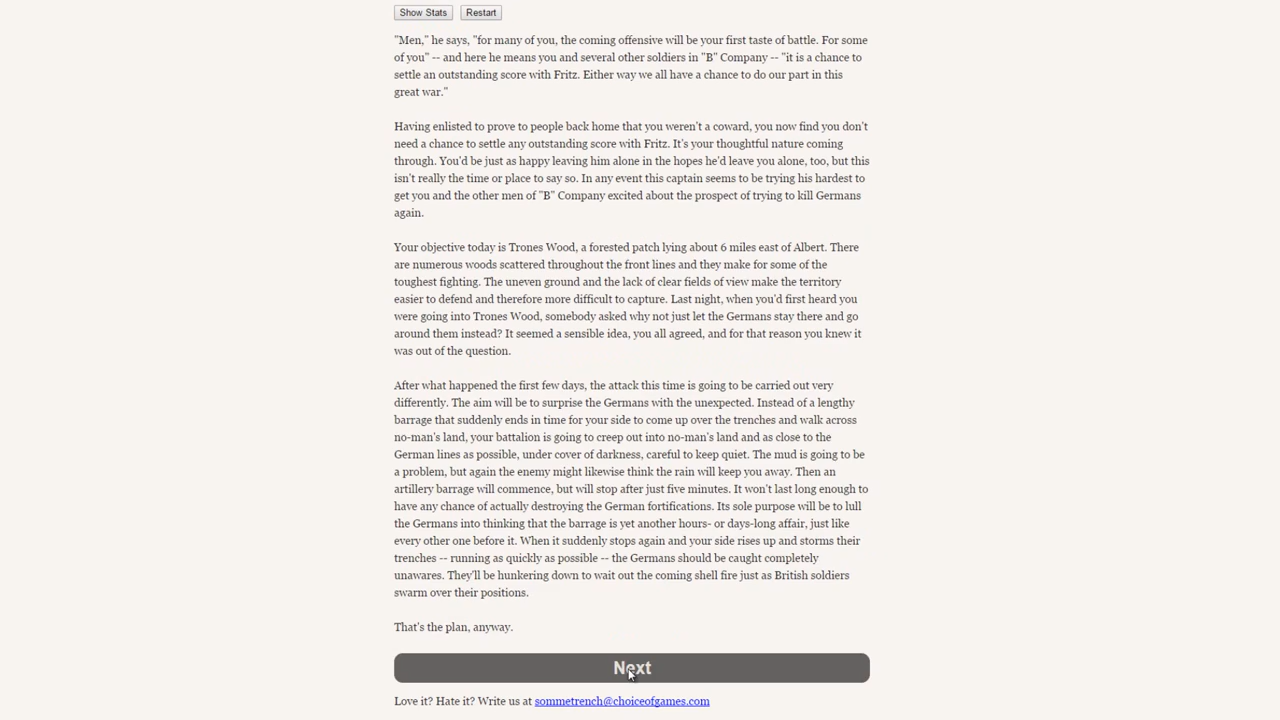 Show Stats Restart
"Men," he says, "for many of you, the coming offensive will be your first taste of battle. For some
of you" -- and here he means you and several other soldiers in "B" Company -- "it is a chance to
settle an outstanding score with Fritz. Either way we all have a chance to do our part in this
great war."
Having enlisted to prove to people back home that you weren't a coward, you now find you don't
need a chance to settle any outstanding score with Fritz. It's your thoughtful nature coming
through. You'd be just as happy leaving him alone in the hopes he'd leave you alone, too, but this
isn't really the time or place to say so. In any event this captain seems to be trying his hardest to
get you and the other men of "B" Company excited about the prospect of trying to kill Germans
again.
Your objective today is Trones Wood, a forested patch lying about 6 miles east of Albert. There
are numerous woods scattered throughout the front lines and they make for some of the
toughest fighting. The uneven ground and the lack of clear fields of view make the territory
easier to defend and therefore more difficult to capture. Last night, when you'd first heard you
were going into Trones Wood, somebody asked why not just let the Germans stay there and go
around them instead? It seemed a sensible idea, you all agreed, and for that reason you knew it
was out of the question.
After what happened the first few days, the attack this time is going to be carried out very
differently. The aim will be to surprise the Germans with the unexpected. Instead of a lengthy
barrage that suddenly ends in time for your side to come up over the trenches and walk across
no-man's land, your battalion is going to creep out into no-man's land and as close to the
German lines as possible, under cover of darkness, careful to keep quiet. The mud is going to be
a problem, but again the enemy might likewise think the rain will keep you away. Then an
artillery barrage will commence, but will stop after just five minutes. It won't last long enough to
have any chance of actually destroying the German fortifications. Its sole purpose will be to lull
the Germans into thinking that the barrage is yet another hours- or days-long affair, just like
every other one before it. When it suddenly stops again and your side rises up and storms their
trenches -- running as quickly as possible -- the Germans should be caught completely
unawares. They'll be hunkering down to wait out the coming shell fire just as British soldiers
swarm over their positions.
That's the plan, anyway.
Next
Love it? Hate it? Write us at sommetrench@choiceofgames.com